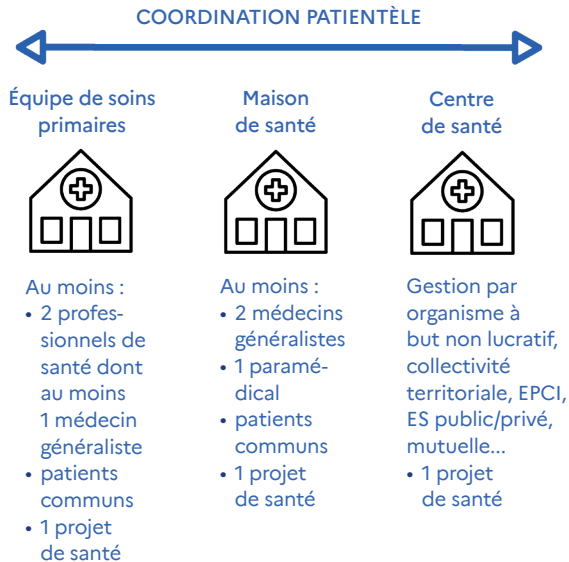 COORDINATION PATIENTÈLE
Équipe de soins
primaires
Au moins :
• 2 profes-
sionnels de
santé dont
au moins
1 médecin
généraliste
• patients
communs
• 1 projet
de santé
Maison
de santé
Au moins :
• 2 médecins
généralistes
• 1 paramé-
dical
• patients
communs
• 1 projet
de santé
Centre
de santé
Gestion par
organisme à
but non lucratif,
collectivité
territoriale, EPCI,
ES public/privé,
mutuelle...
• 1 projet
de santé